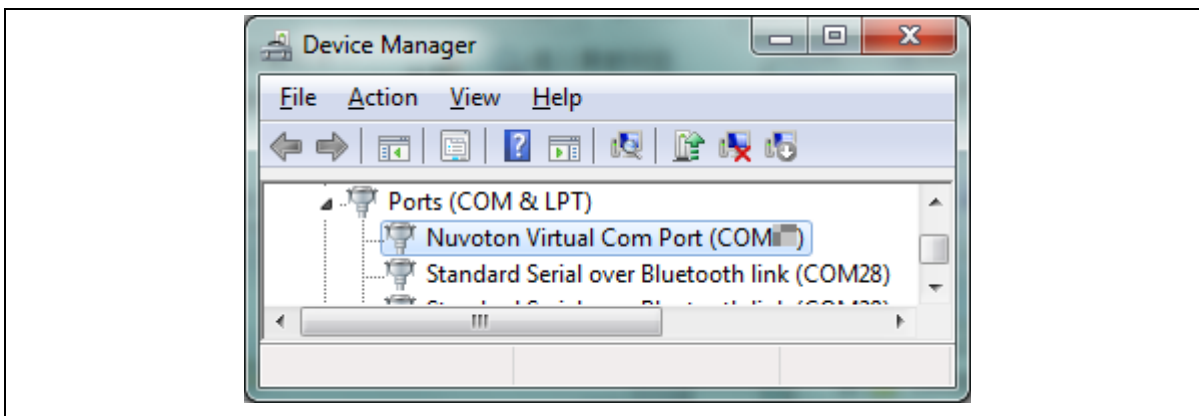 Device Manager
File Action View Help
Ports (COM & LPT)
Nuvoton Virtual Com Port (COM )
Standard Serial over Bluetooth link (COM28)